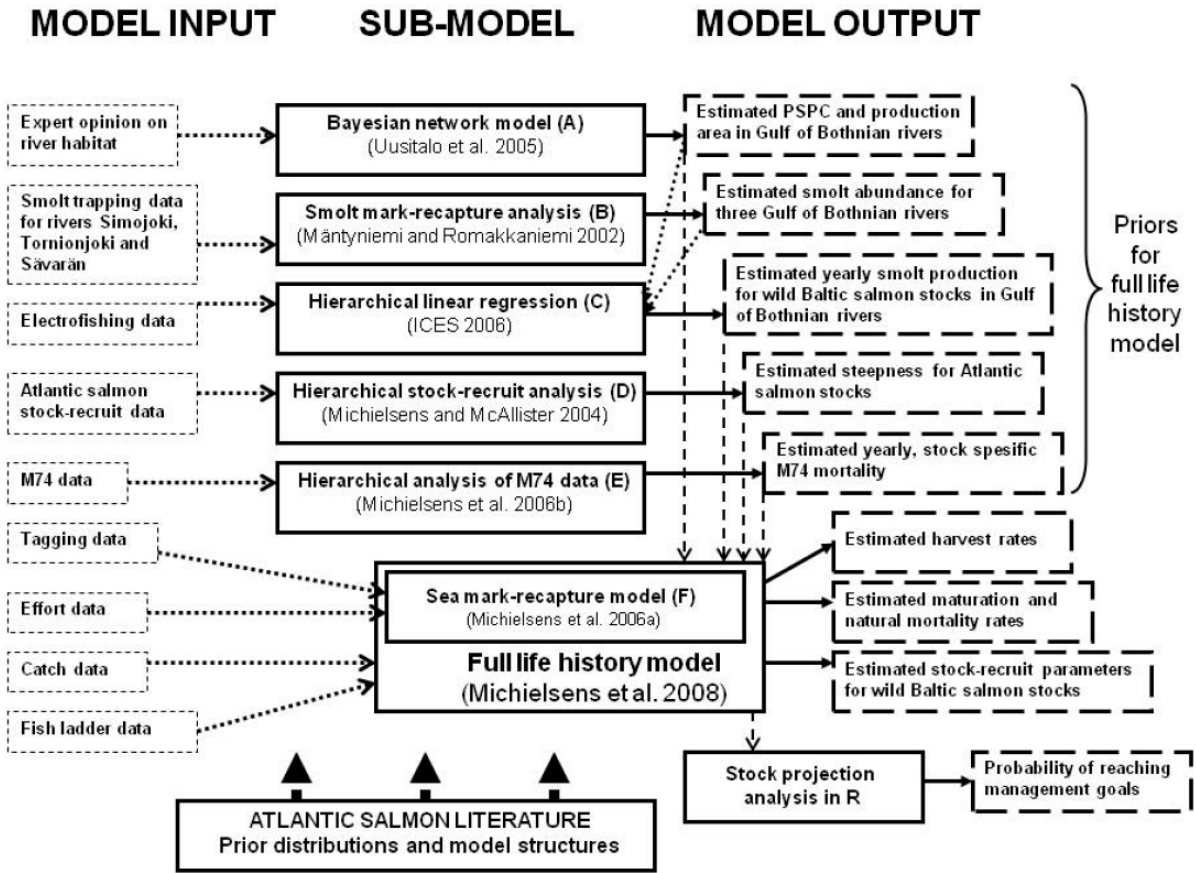 MODEL INPUT
SUB-MODEL
MODEL OUTPUT
Expert opinion on
river habitat
Bayesian network model (A)
(Uusitalo et al. 2005)
Estimated PSPC and production
area in Gulf of Bothnian rivers
Smolt trapping data
for rivers Simojoki,
Tornionjoki and
Sävarän
Smolt mark-recapture analysis (B)
(Mäntyniemi and Romakkaniemi 2002)
Estimated smolt abundance for
three Gulf of Bothnian rivers
Electrofishing data
Hierarchical linear regression (C)
(ICES 2006)
Estimated yearly smolt production
for wild Baltic salmon stocks in Gulf
of Bothnian rivers
Priors
for
full life
history
model
Atlantic salmon
stock-recruit data
Hierarchical stock-recruit analysis (D)
(Michielsens and McAllister 2004)
Estimated steepness for Atlantic
salmon stocks
M74 data
Hierarchical analysis of M74 data (E)
(Michielsens et al. 2006b)
Estimated yearly, stock spesific
M74 mortality
Tagging data
Effort data
Catch data
Fish ladder data
Sea mark-recapture model (F)
(Michielsens et al. 2006a)
Full life history model
(Michielsens et al. 2008)
Estimated harvest rates
Estimated maturation and
natural mortality rates
Estimated stock-recruit parameters
for wild Baltic salmon stocks
Stock projection
analysis in R
Probability of reaching
management goals
ATLANTIC SALMON LITERATURE
Prior distributions and model structures